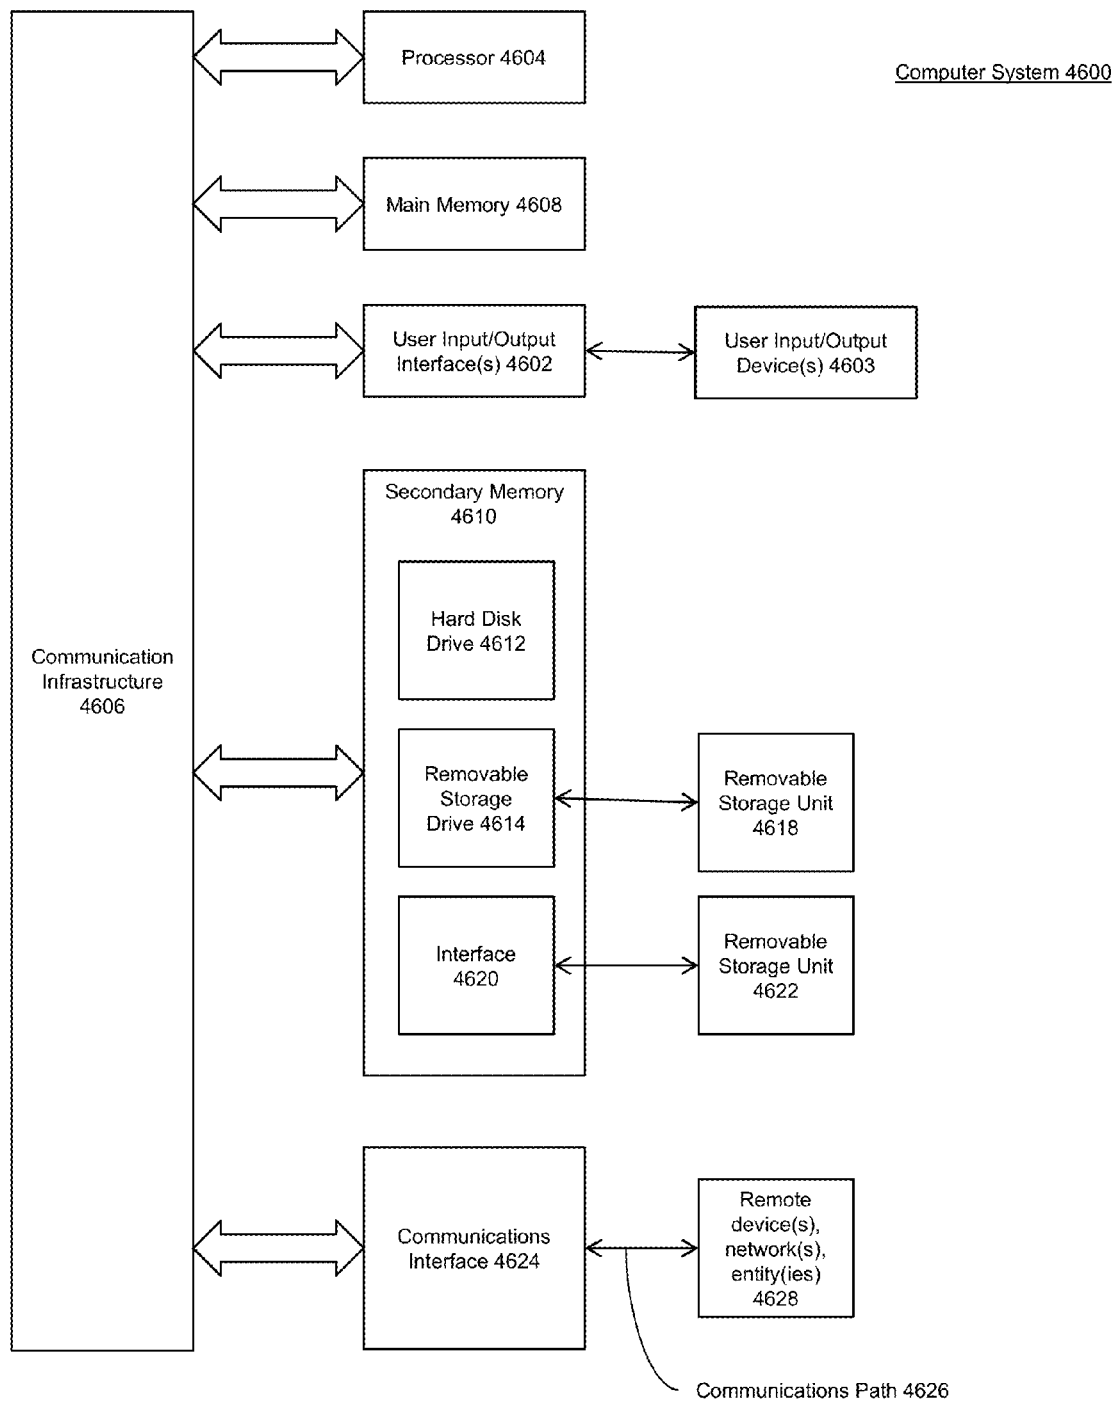 Processor 4604
Computer System 4600
Main Memory 4608
User Input/Output
Interface(s) 4602
User Input/Output
Device(s) 4603
Secondary Memory
4610
Hard Disk
Drive 4612
Communication
Infrastructure
4606
Removable
Storage
Drive 4614
Removable
Storage Unit
4618
Interface
4620
Removable
Storage Unit
4622
Communications
Interface 4624
Remote
device(s),
network(s),
entity(ies)
4628
Communications Path 4626